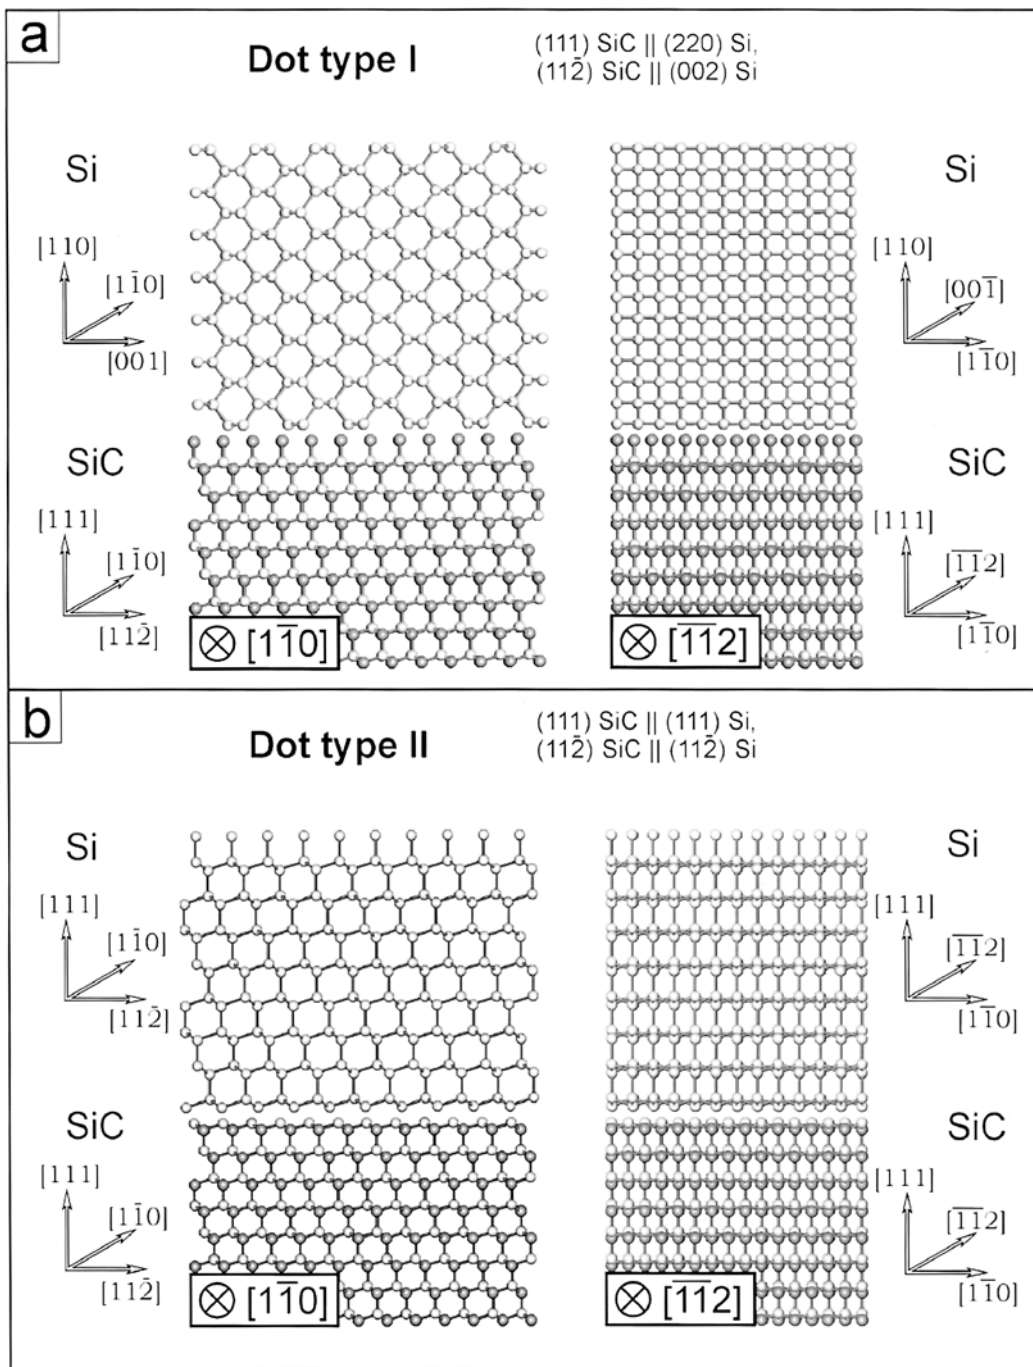 a
Dot type I
(111) SiC || (220) Si,
(112̄) SiC || (002) Si
Si
[110]
[11̄0]
[001]
Si
[110]
[001̄]
[11̄0]
SiC
[111]
[11̄0]
[112̄]
SiC
[111]
[1̄1̄2]
[11̄0]
⊗ [11̄0]
⊗ [1̄1̄2]
b
Dot type II
(111) SiC || (111) Si,
(112̄) SiC || (112̄) Si
Si
[111]
[11̄0]
[112̄]
Si
[111]
[1̄1̄2]
[11̄0]
SiC
[111]
[11̄0]
[112̄]
SiC
[111]
[1̄1̄2]
[11̄0]
⊗ [11̄0]
⊗ [1̄1̄2]